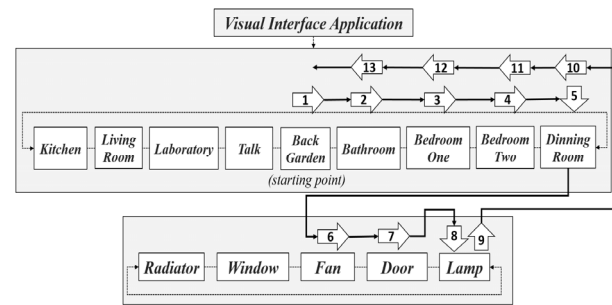 Visual Interface Application
13 12 11 10
1 2 3 4 5
Kitchen Living Room Laboratory Talk Back Garden Bathroom Bedroom One Bedroom Two Dinning Room
(starting point)
6 7 8 9
Radiator Window Fan Door Lamp